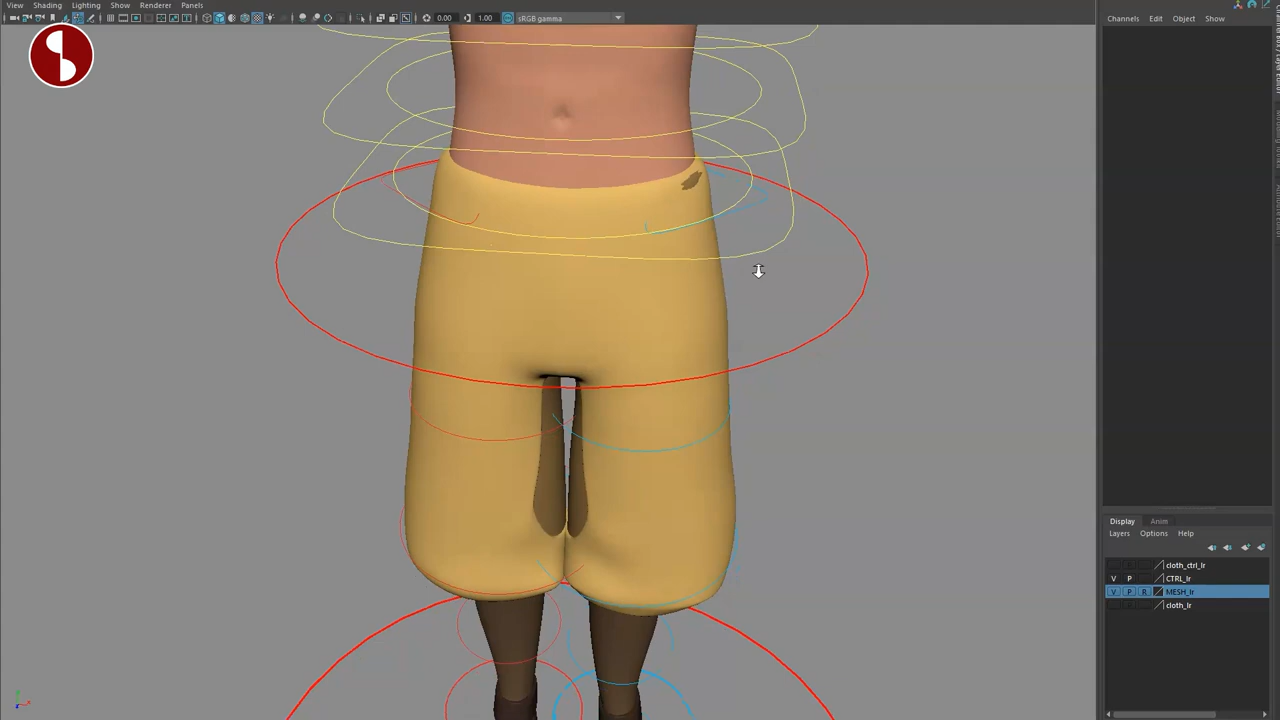 View Shading Lighting Show Renderer Panels
0.00 1.00 sRGB gamma
Channels Edit Object Show
Display Anim
Layers Options Help
cloth_ctrl_lr
V P CTRL_lr
V P R MESH_lr
cloth_lr